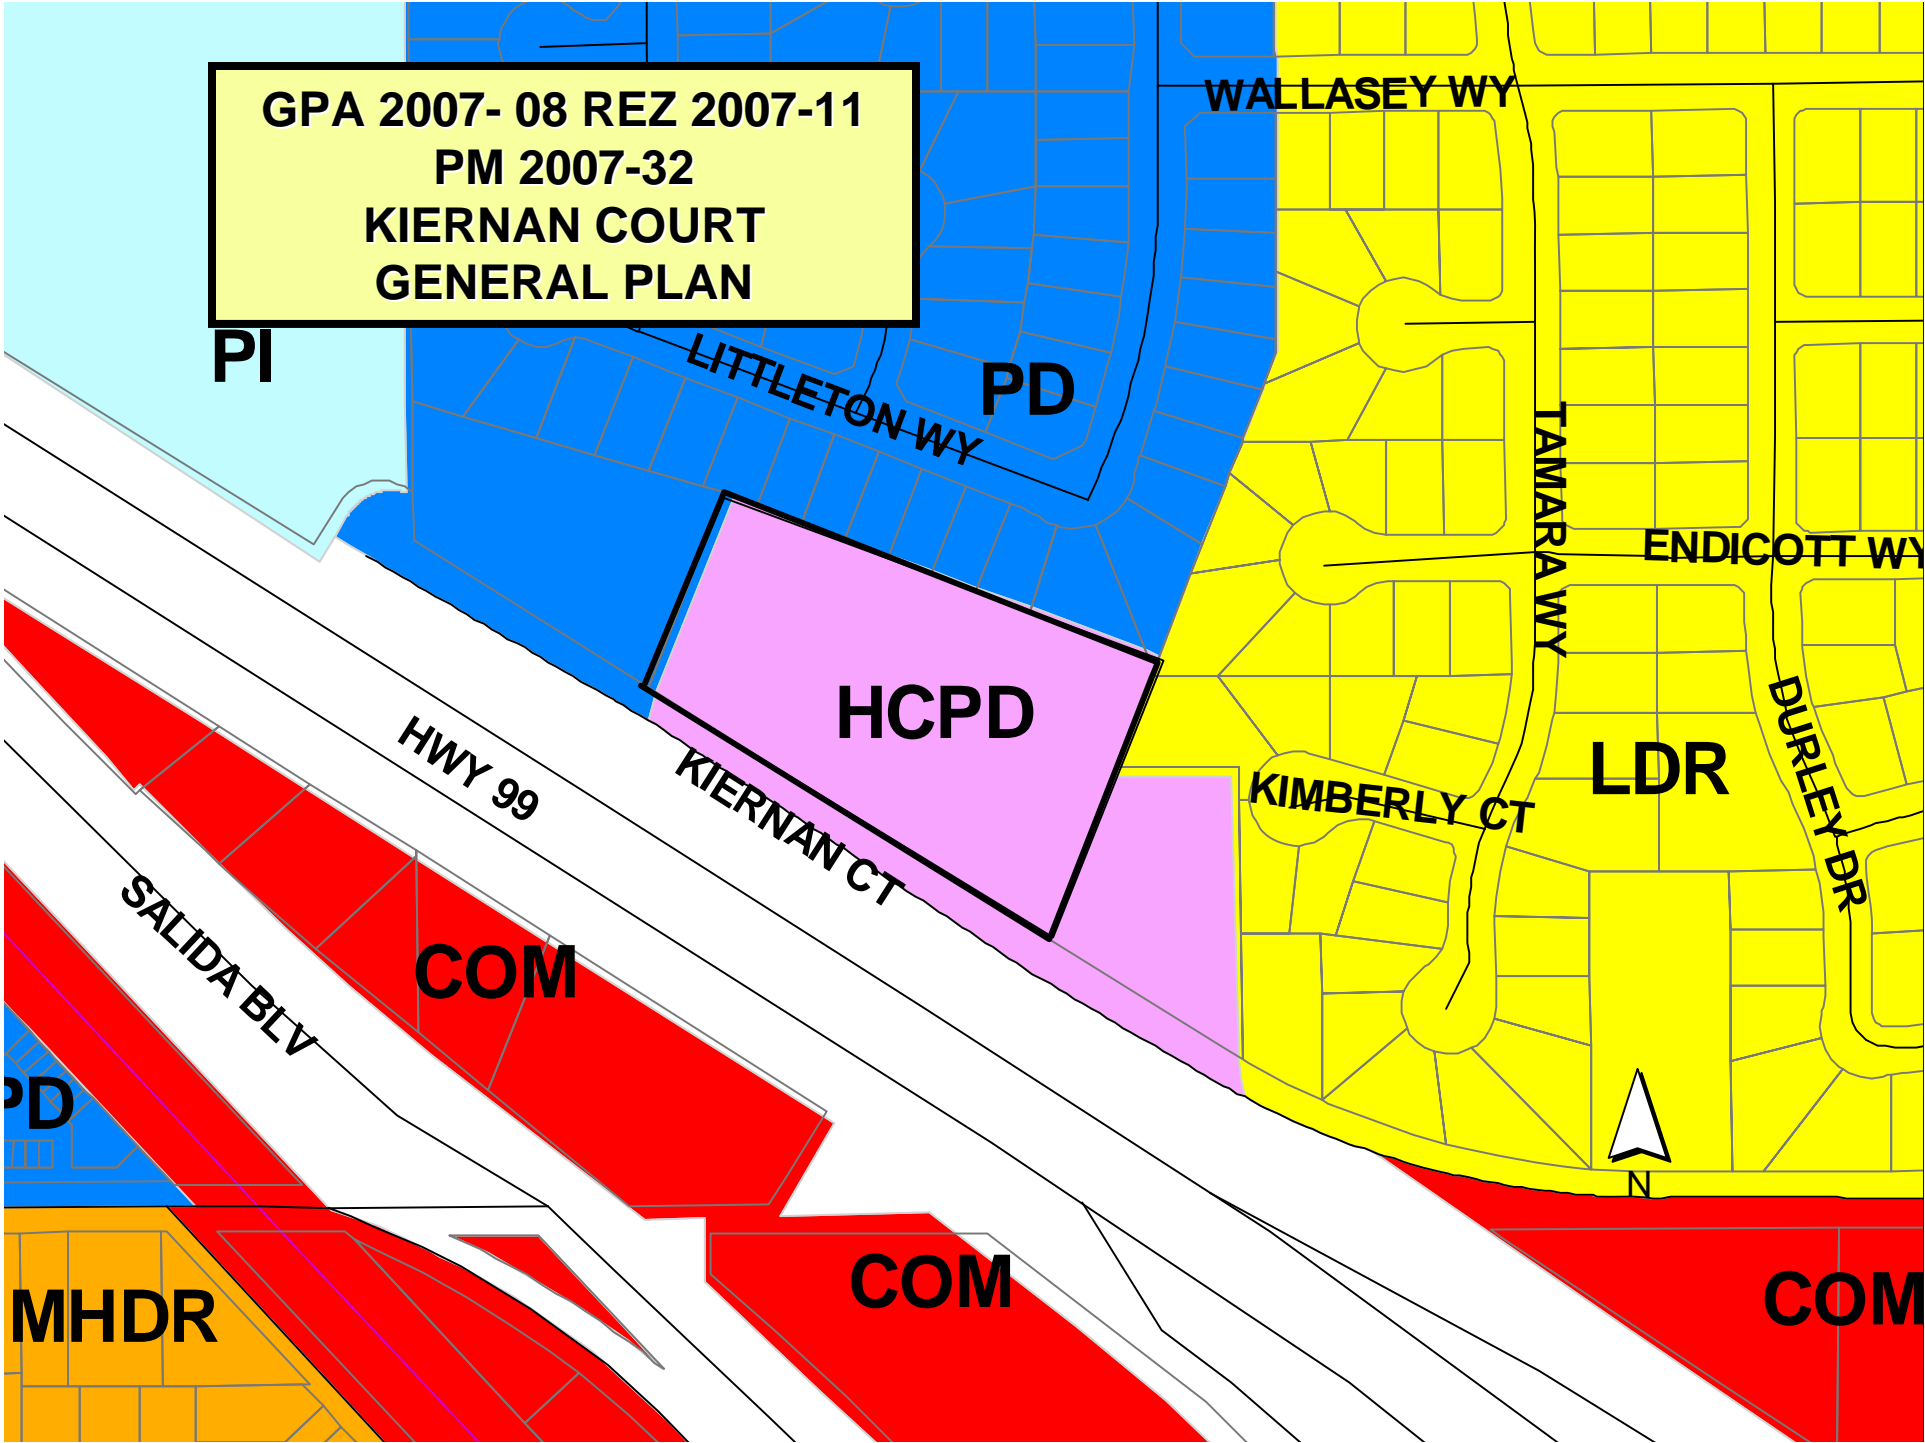 GPA 2007- 08 REZ 2007-11
PM 2007-32
KIERNAN COURT
GENERAL PLAN
WALLASEY WY
PI
LITTLETON WY
PD
TAMARA WY
ENDICOTT WY
HCPD
HWY 99
KIERNAN CT
KIMBERLY CT
LDR
DURLEY DR
SALIDA BLV
COM
PD
N
MHDR
COM
COM